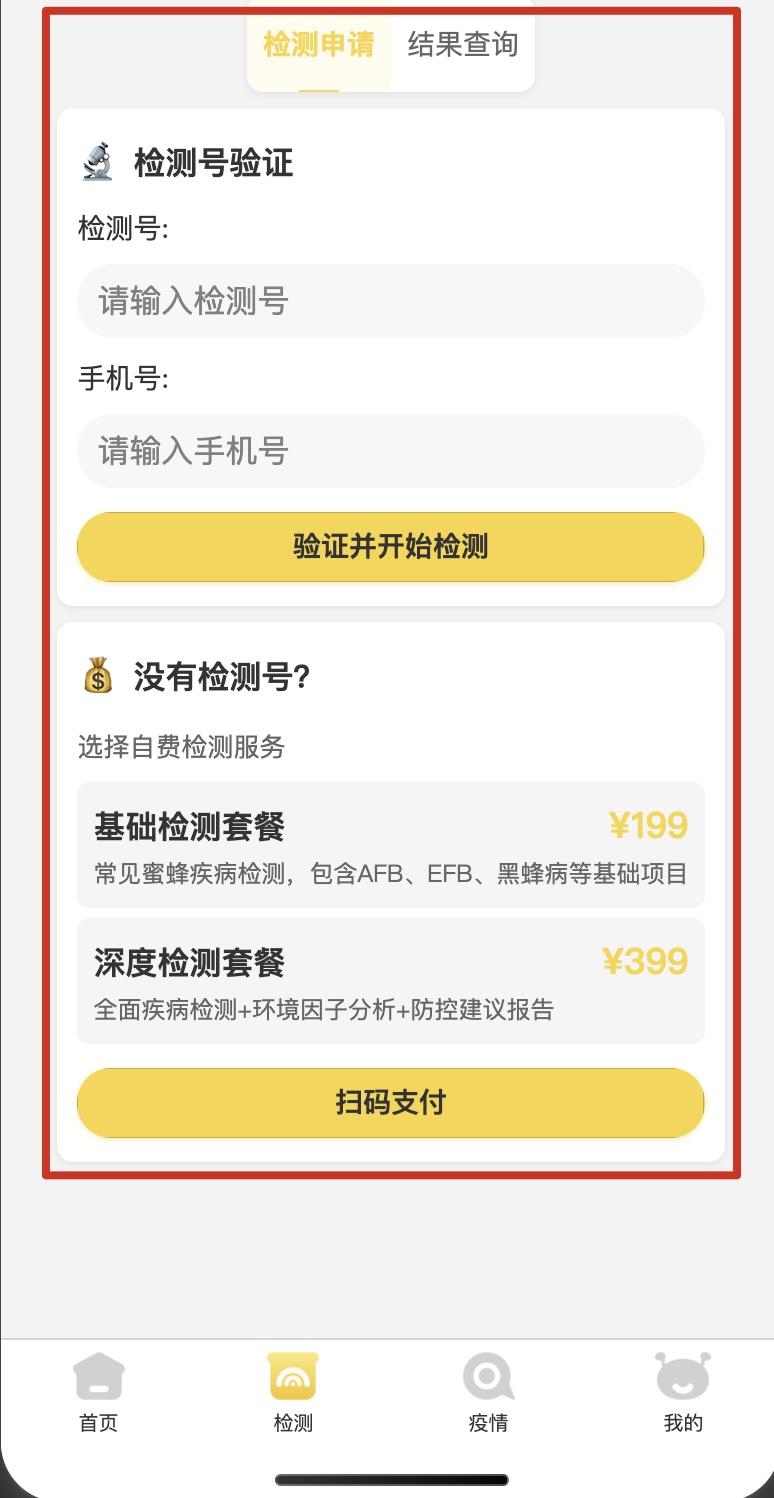 检测申请 结果查询
检测号验证
检测号:
请输入检测号
手机号:
请输入手机号
验证并开始检测
没有检测号?
选择自费检测服务
基础检测套餐 ¥199
常见蜜蜂疾病检测，包含AFB、EFB、黑蜂病等基础项目
深度检测套餐 ¥399
全面疾病检测+环境因子分析+防控建议报告
扫码支付
首页 检测 疫情 我的